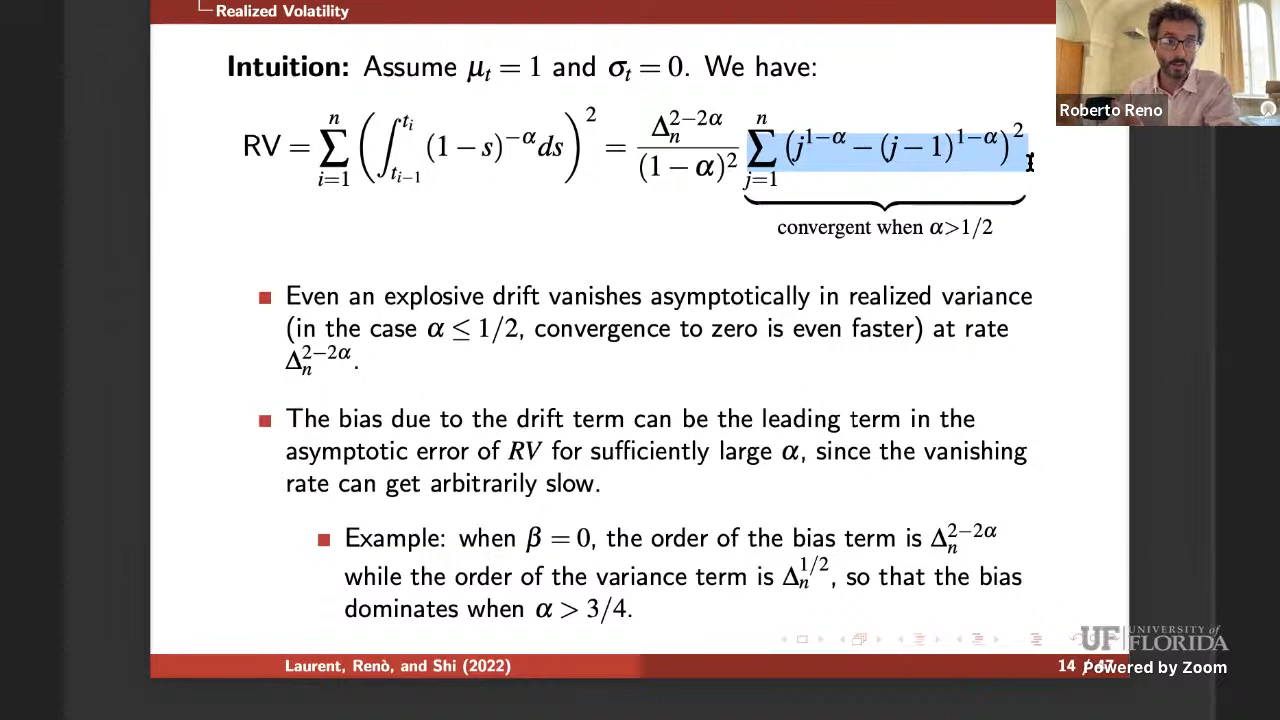 Realized Volatility
Intuition: Assume μ_t = 1 and σ_t = 0. We have:
RV = ∑_{i=1}^{n} ( ∫_{t_{i−1}}^{t_i} (1 − s)^{−α} ds )^2 = Δ_n^{2−2α} / (1 − α)^2 ∑_{j=1}^{n} (j^{1−α} − (j − 1)^{1−α})^2
convergent when α>1/2
Roberto Reno
■ Even an explosive drift vanishes asymptotically in realized variance
(in the case α ≤ 1/2, convergence to zero is even faster) at rate
Δ_n^{2−2α}.
■ The bias due to the drift term can be the leading term in the
asymptotic error of RV for sufficiently large α, since the vanishing
rate can get arbitrarily slow.
■ Example: when β = 0, the order of the bias term is Δ_n^{2−2α}
while the order of the variance term is Δ_n^{1/2}, so that the bias
dominates when α > 3/4.
UF UNIVERSITY of
FLORIDA
Laurent, Renò, and Shi (2022)
14 / 47
Powered by Zoom